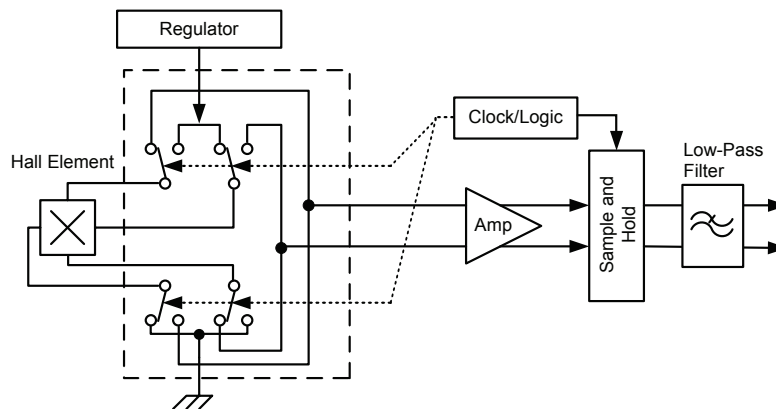 Regulator
Clock/Logic
Hall Element
Low-Pass
Filter
Amp
Sample and
Hold